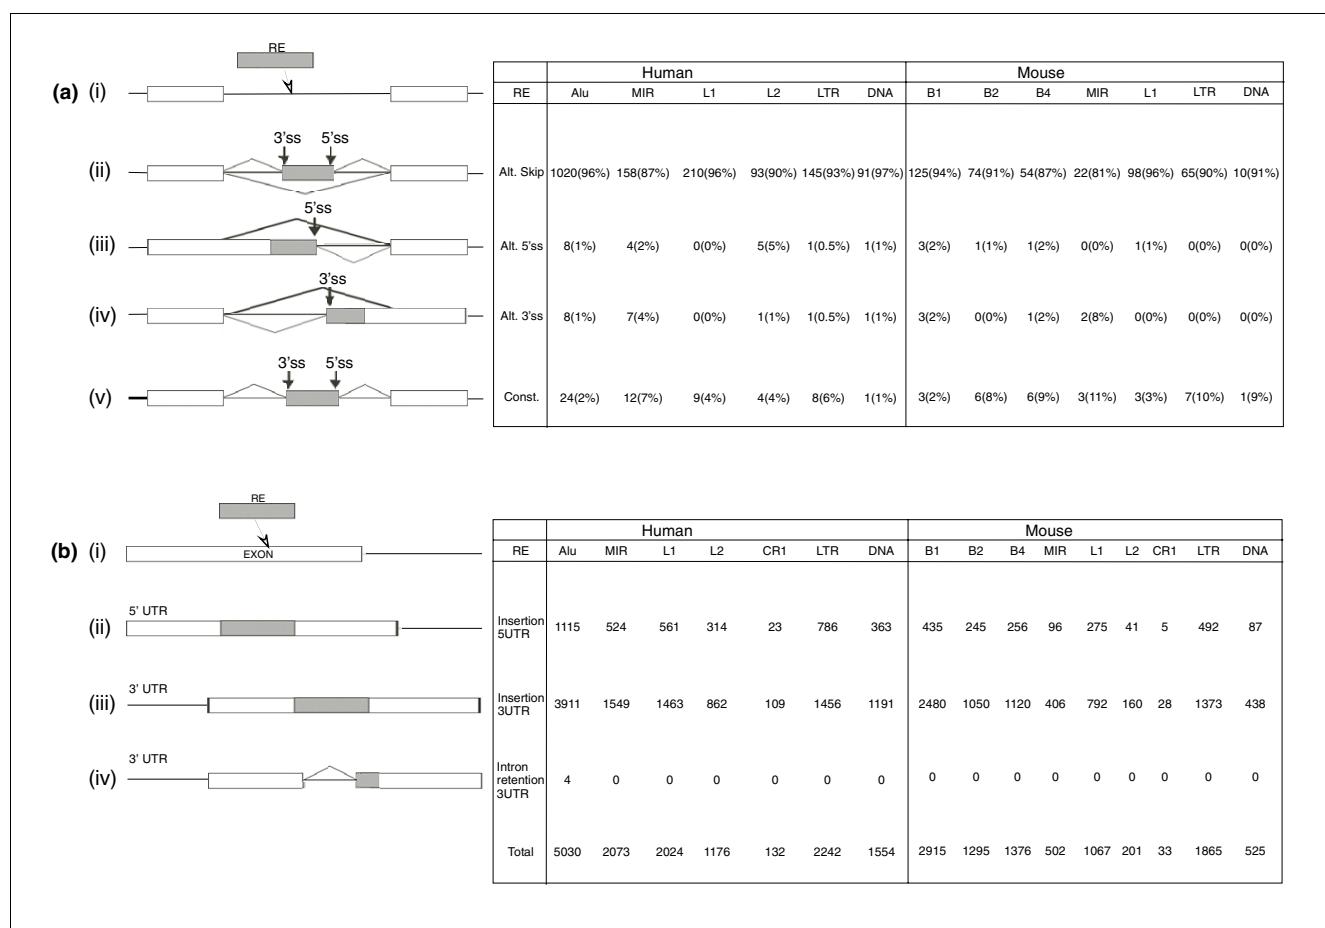 RE
(a) (i)
3'ss 5'ss
(ii)
5'ss
(iii)
3'ss
(iv)
3'ss 5'ss
(v)
Human Mouse
RE Alu MIR L1 L2 LTR DNA B1 B2 B4 MIR L1 LTR DNA
Alt. Skip 1020(96%) 158(87%) 210(96%) 93(90%) 145(93%) 91(97%) 125(94%) 74(91%) 54(87%) 22(81%) 98(96%) 65(90%) 10(91%)
Alt. 5'ss 8(1%) 4(2%) 0(0%) 5(5%) 1(0.5%) 1(1%) 3(2%) 1(1%) 1(2%) 0(0%) 1(1%) 0(0%) 0(0%)
Alt. 3'ss 8(1%) 7(4%) 0(0%) 1(1%) 1(0.5%) 1(1%) 3(2%) 0(0%) 1(2%) 2(8%) 0(0%) 0(0%) 0(0%)
Const. 24(2%) 12(7%) 9(4%) 4(4%) 8(6%) 1(1%) 3(2%) 6(8%) 6(9%) 3(11%) 3(3%) 7(10%) 1(9%)
RE
(b) (i)
EXON
5' UTR
(ii)
3' UTR
(iii)
3' UTR
(iv)
Human Mouse
RE Alu MIR L1 L2 CR1 LTR DNA B1 B2 B4 MIR L1 L2 CR1 LTR DNA
Insertion
5UTR
1115 524 561 314 23 786 363 435 245 256 96 275 41 5 492 87
Insertion
3UTR
3911 1549 1463 862 109 1456 1191 2480 1050 1120 406 792 160 28 1373 438
Intron
retention
3UTR
4 0 0 0 0 0 0 0 0 0 0 0 0 0 0 0
Total 5030 2073 2024 1176 132 2242 1554 2915 1295 1376 502 1067 201 33 1865 525